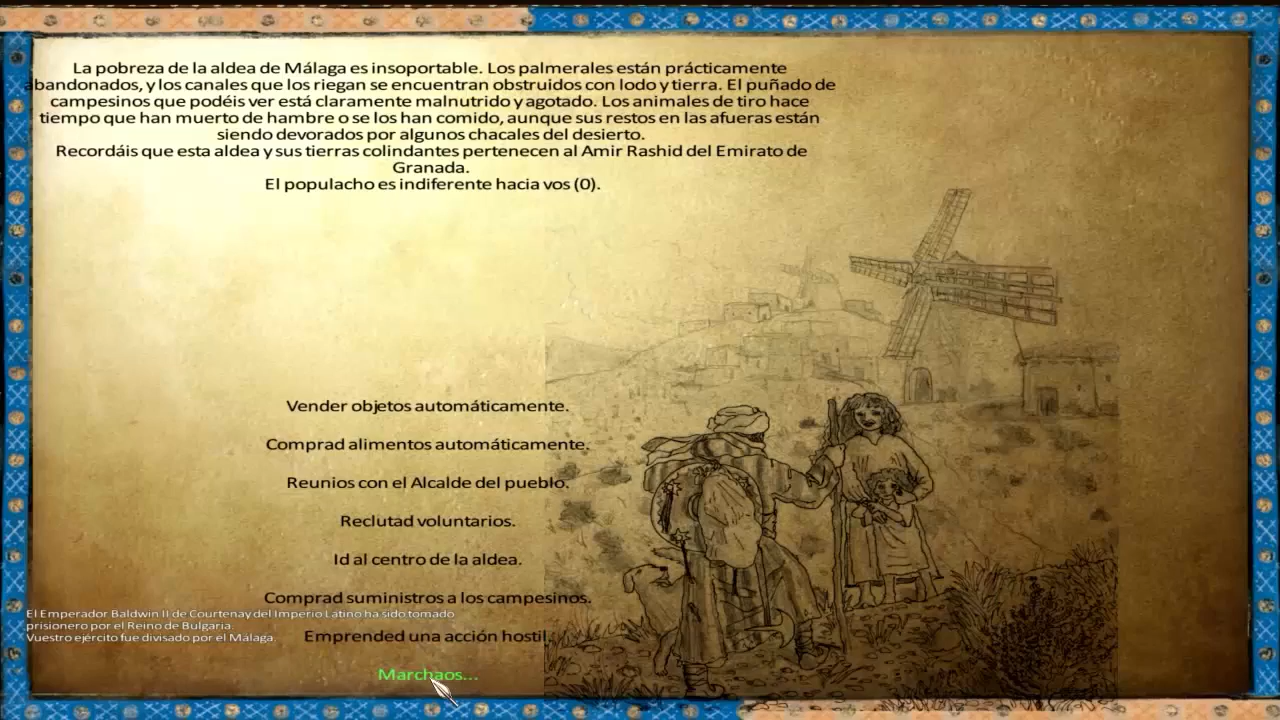 La pobreza de la aldea de Málaga es insoportable. Los palmerales están prácticamente
abandonados, y los canales que los riegan se encuentran obstruidos con lodo y tierra. El puñado de
campesinos que podéis ver está claramente malnutrido y agotado. Los animales de tiro hace
tiempo que han muerto de hambre o se los han comido, aunque sus restos en las afueras están
siendo devorados por algunos chacales del desierto.
Recordáis que esta aldea y sus tierras colindantes pertenecen al Amir Rashid del Emirato de
Granada.
El populacho es indiferente hacia vos (0).
Vender objetos automáticamente.
Comprad alimentos automáticamente.
Reunios con el Alcalde del pueblo.
Reclutad voluntarios.
Id al centro de la aldea.
Comprad suministros a los campesinos.
El Emperador Baldwin II de Courtenay del Imperio Latino ha sido tomado
prisionero por el Reino de Bulgaria.
Vuestro ejército fue divisado por el Málaga.
Emprended una acción hostil.
Marchaos...